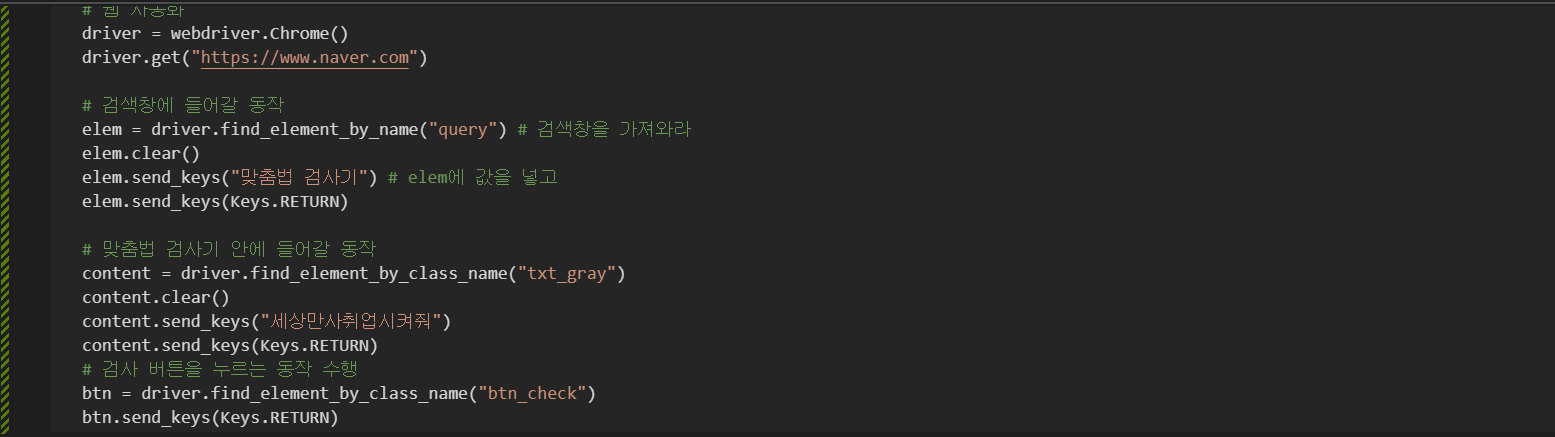 # 웹 자동화
driver = webdriver.Chrome()
driver.get("https://www.naver.com")
# 검색창에 들어갈 동작
elem = driver.find_element_by_name("query") # 검색창을 가져와라
elem.clear()
elem.send_keys("맞춤법 검사기") # elem에 값을 넣고
elem.send_keys(Keys.RETURN)
# 맞춤법 검사기 안에 들어갈 동작
content = driver.find_element_by_class_name("txt_gray")
content.clear()
content.send_keys("세상만사취업시켜줘")
content.send_keys(Keys.RETURN)
# 검사 버튼을 누르는 동작 수행
btn = driver.find_element_by_class_name("btn_check")
btn.send_keys(Keys.RETURN)